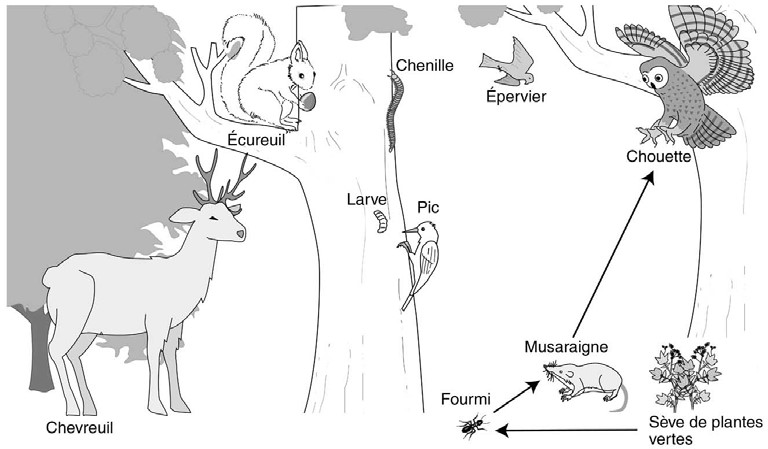 Chenille
Épervier
Écureuil
Chouette
Larve
Pic
Musaraigne
Fourmi
Sève de plantes
vertes
Chevreuil